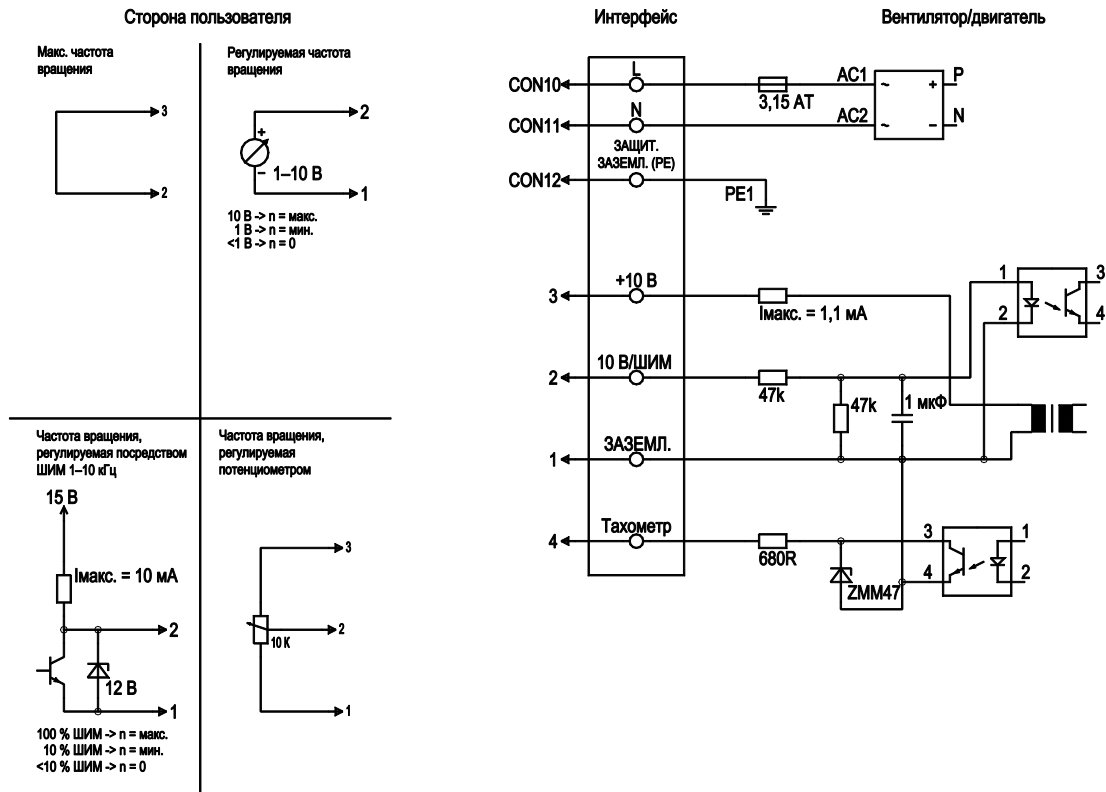 Сторона пользователя
Макс. частота
вращения
3
2
Регулируемая частота
вращения
2
+
– 1–10 В
1
10 В -> n = макс.
1 В -> n = мин.
<1 В -> n = 0
Частота вращения,
регулируемая посредством
ШИМ 1–10 кГц
15 В
Iмакс. = 10 мА
2
12 В
1
100 % ШИМ -> n = макс.
10 % ШИМ -> n = мин.
<10 % ШИМ -> n = 0
Частота вращения,
регулируемая
потенциометром
3
2
10 K
1
Интерфейс
Вентилятор/двигатель
CON10
L
3,15 AT
AC1
~ +
P
CON11
N
AC2
~ –
N
ЗАЩИТ.
ЗАЗЕМЛ. (PE)
CON12
PE1
3
+10 В
Iмакс. = 1,1 мА
1
2
3
4
2
10 В/ШИМ
47k
47k
1 мкФ
1
ЗАЗЕМЛ.
4
Тахометр
680R
ZMM47
3
4
1
2